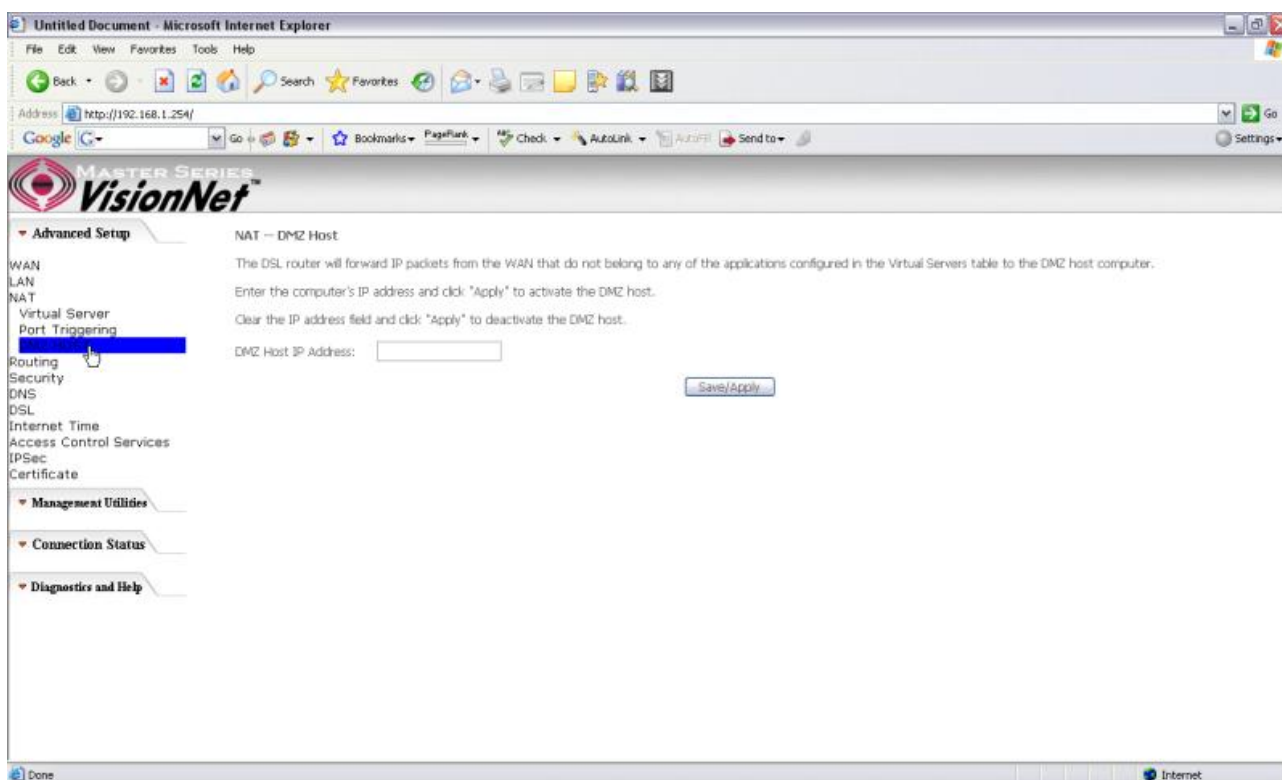 Untitled Document - Microsoft Internet Explorer
File Edit View Favorites Tools Help
Back Search Favorites
Address http://192.168.1.254/ Go
Google G Go Bookmarks PageRank Check AutoLink AutoFill Send to Settings
MASTER SERIES
VisionNet™
Advanced Setup
WAN
LAN
NAT
Virtual Server
Port Triggering
Routing
Security
DNS
DSL
Internet Time
Access Control Services
IPSec
Certificate
Management Utilities
Connection Status
Diagnostics and Help
NAT -- DMZ Host
The DSL router will forward IP packets from the WAN that do not belong to any of the applications configured in the Virtual Servers table to the DMZ host computer.
Enter the computer's IP address and click "Apply" to activate the DMZ host.
Clear the IP address field and click "Apply" to deactivate the DMZ host.
DMZ Host IP Address:
Save/Apply
Done Internet